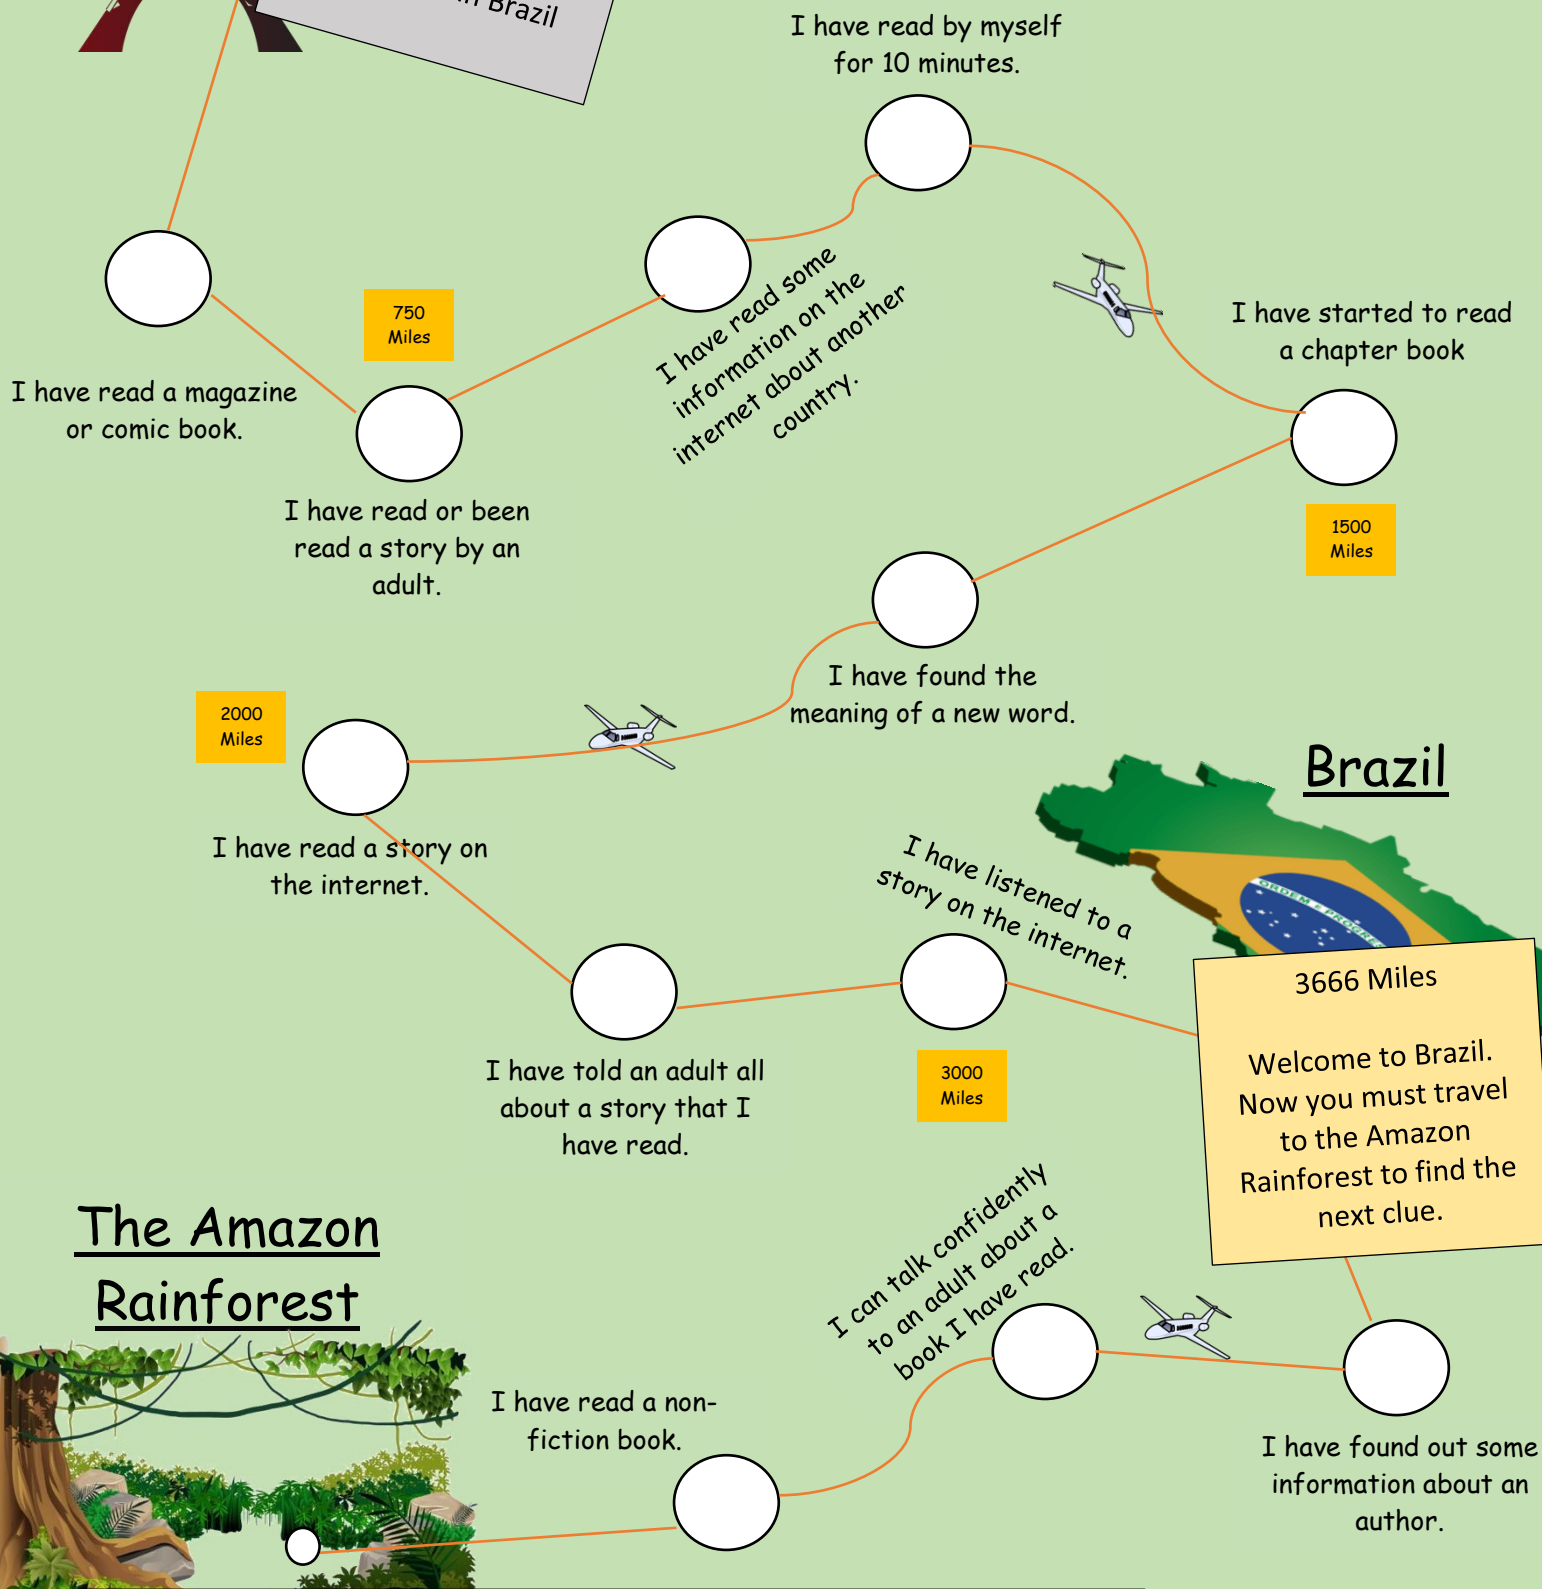 in Brazil
I have read by myself
for 10 minutes.
750
Miles
I have read a magazine
or comic book.
I have read some
information on the
internet about another
country.
I have started to read
a chapter book
I have read or been
read a story by an
adult.
1500
Miles
I have found the
meaning of a new word.
2000
Miles
Brazil
I have read a story on
the internet.
I have listened to a
story on the internet.
ORDEM E PROGRE
3666 Miles
Welcome to Brazil.
Now you must travel
to the Amazon
Rainforest to find the
next clue.
3000
Miles
I have told an adult all
about a story that I
have read.
The Amazon
Rainforest
I can talk confidently
to an adult about a
book I have read.
I have read a non-
fiction book.
I have found out some
information about an
author.